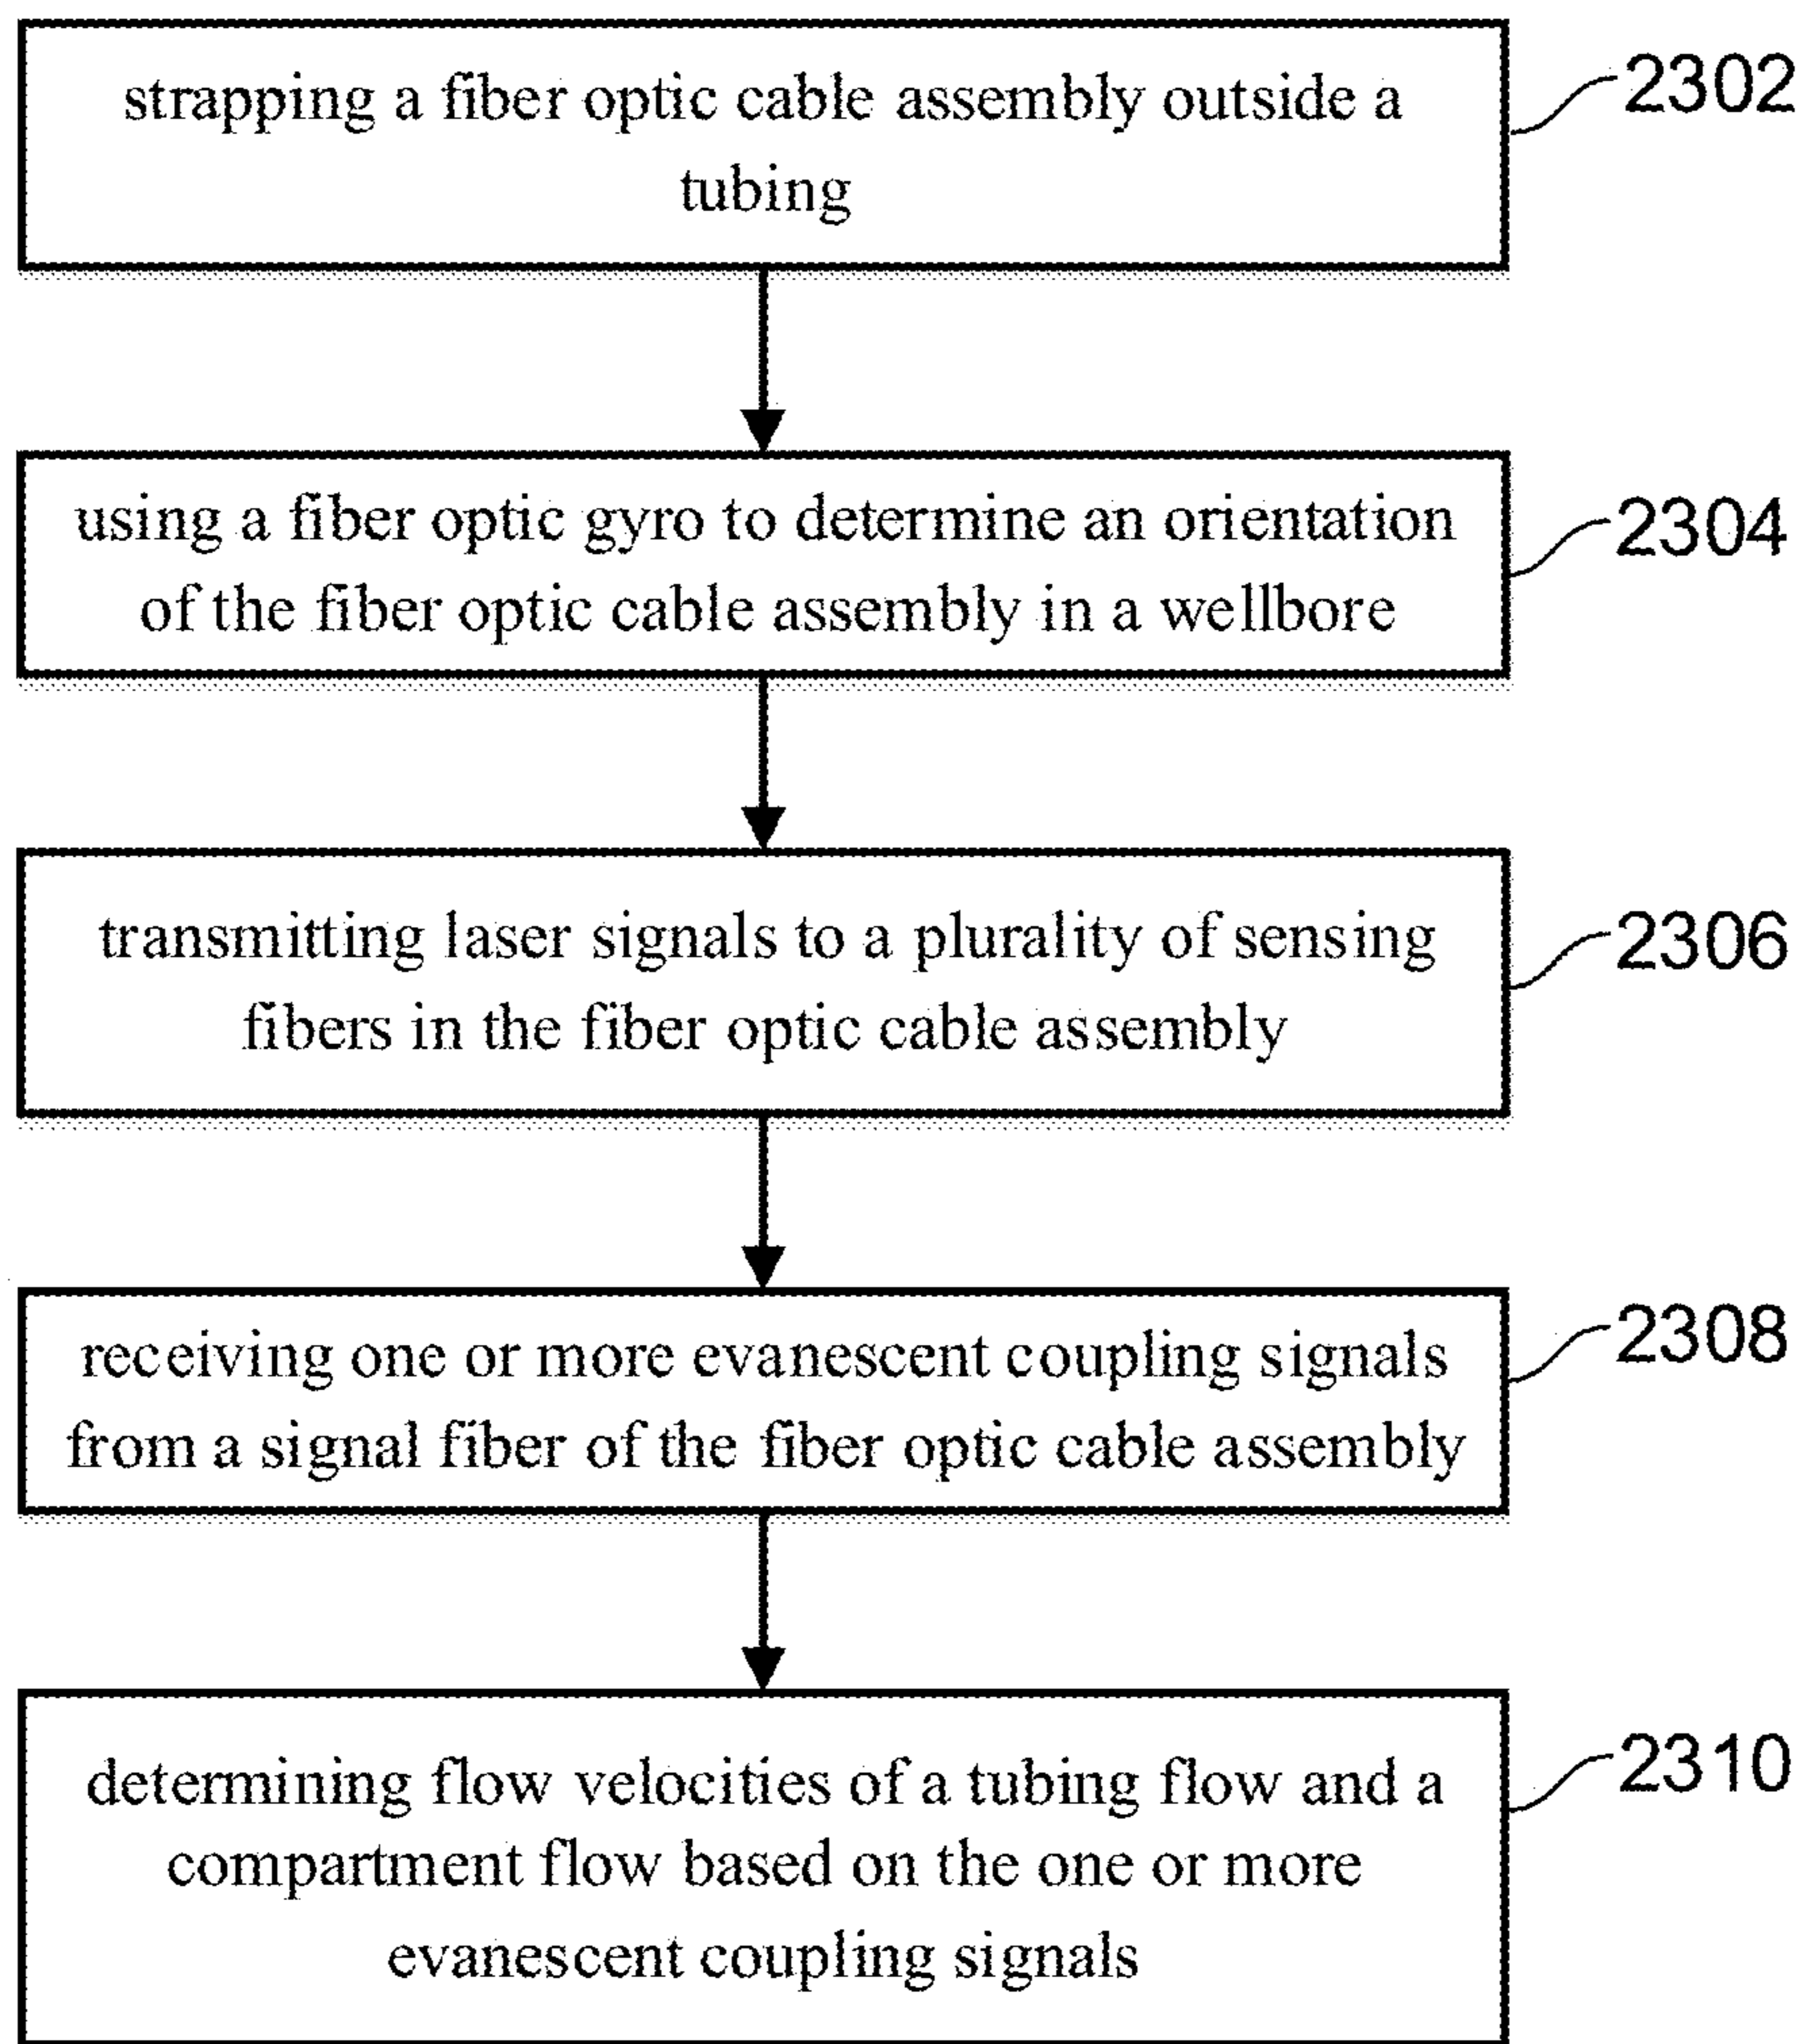 strapping a fiber optic cable assembly outside a
tubing
2302
using a fiber optic gyro to determine an orientation
of the fiber optic cable assembly in a wellbore
2304
transmitting laser signals to a plurality of sensing
fibers in the fiber optic cable assembly
2306
receiving one or more evanescent coupling signals
from a signal fiber of the fiber optic cable assembly
2308
determining flow velocities of a tubing flow and a
compartment flow based on the one or more
evanescent coupling signals
2310